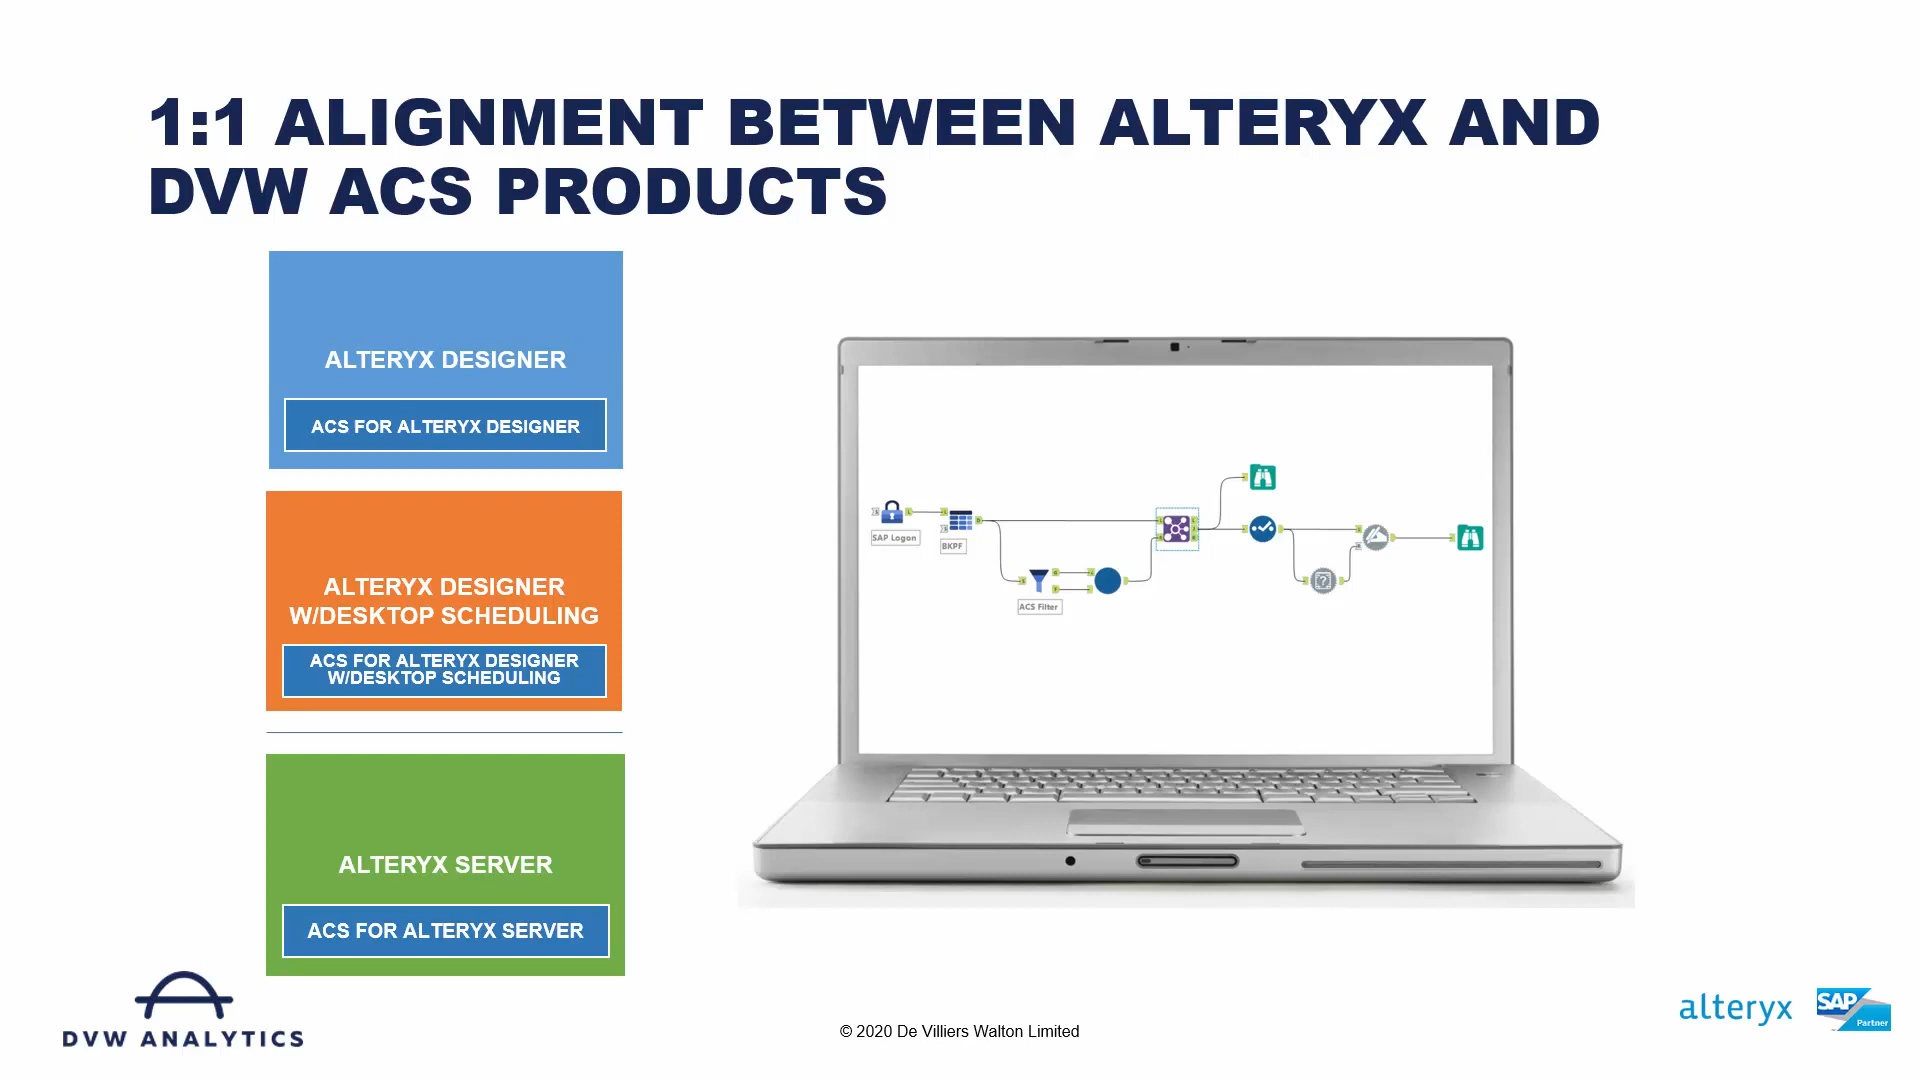 1:1 ALIGNMENT BETWEEN ALTERYX AND
DVW ACS PRODUCTS
ALTERYX DESIGNER
ACS FOR ALTERYX DESIGNER
ALTERYX DESIGNER
W/DESKTOP SCHEDULING
ACS FOR ALTERYX DESIGNER
W/DESKTOP SCHEDULING
ALTERYX SERVER
ACS FOR ALTERYX SERVER
SAP Logon
BKPF
ACS Filter
DVW ANALYTICS
© 2020 De Villiers Walton Limited
alteryx
SAP
Partner